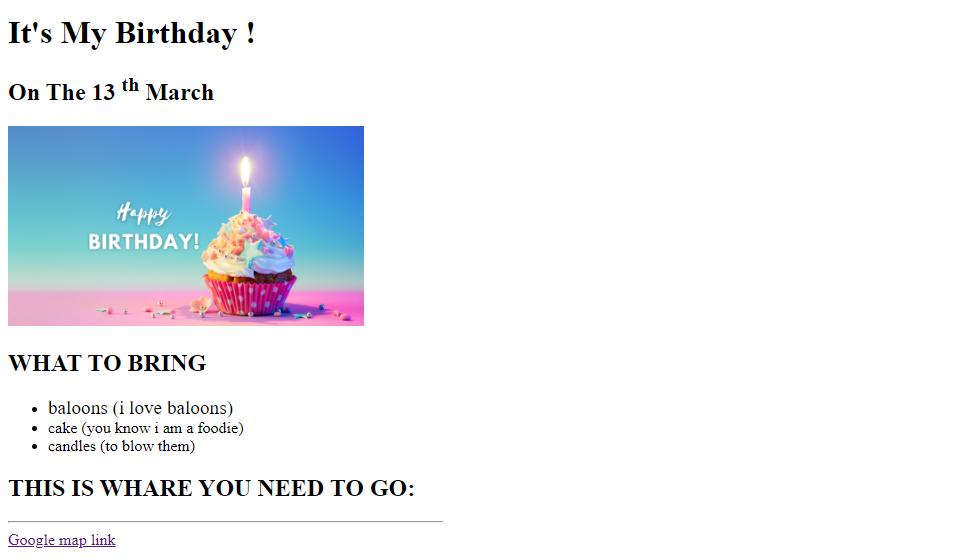 It's My Birthday !
On The 13 th March
Happy
BIRTHDAY!
WHAT TO BRING
baloons (i love baloons)
cake (you know i am a foodie)
candles (to blow them)
THIS IS WHARE YOU NEED TO GO:
Google map link